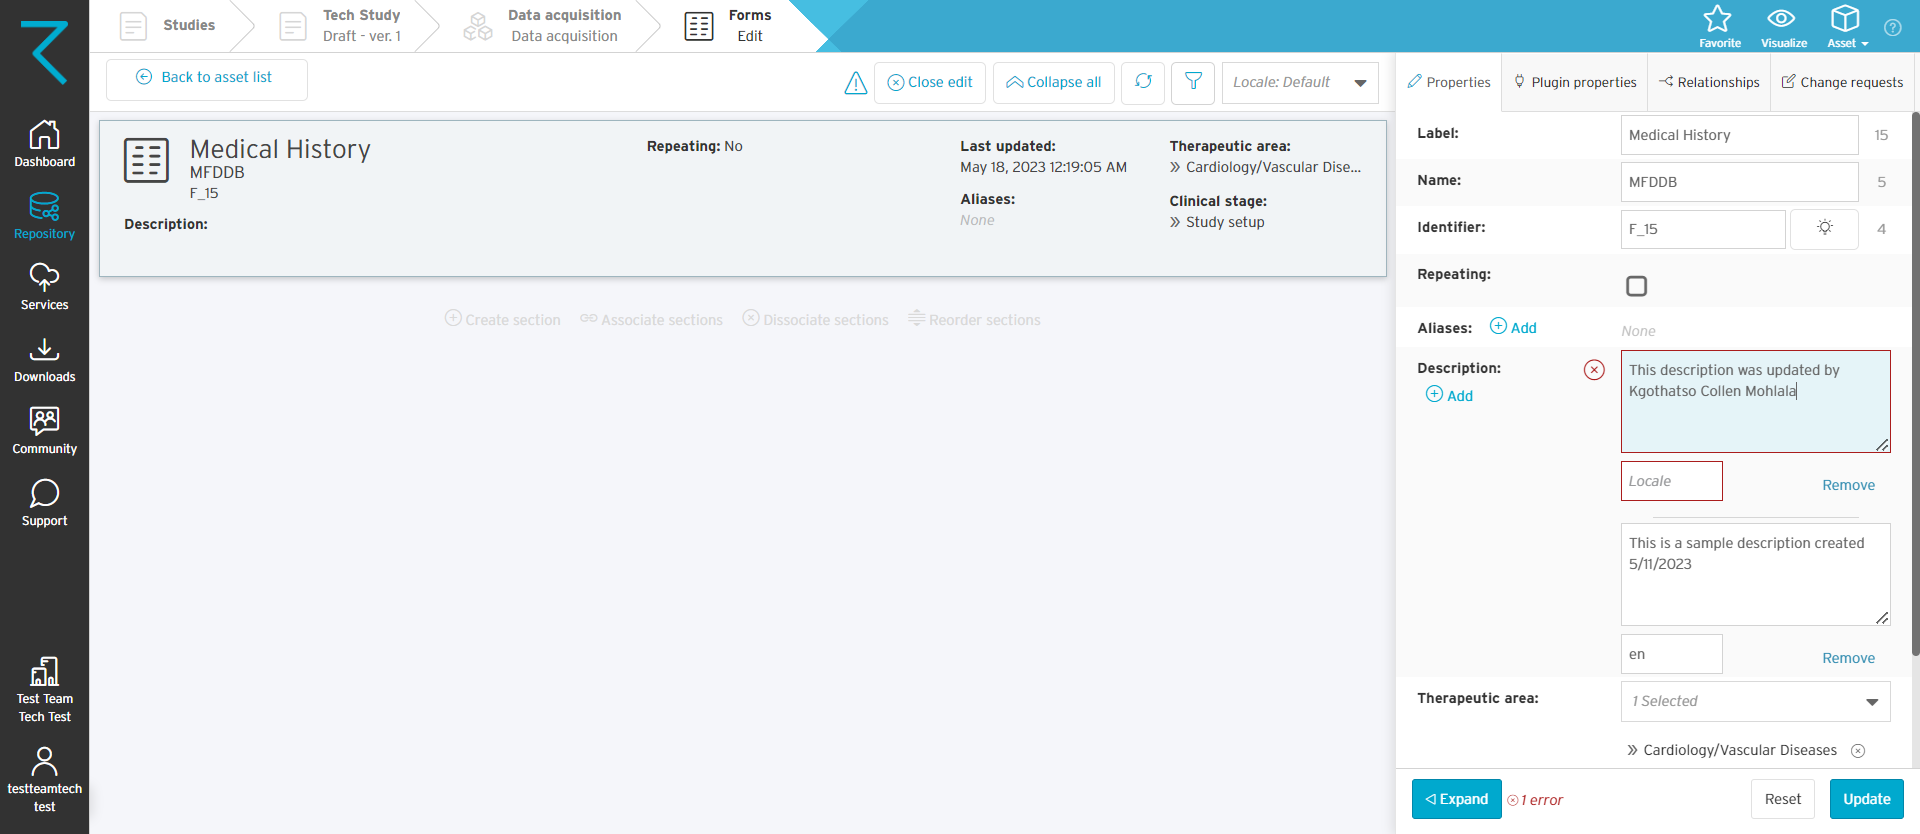 Studies
Tech Study
Draft - ver. 1
Data acquisition
Data acquisition
Forms
Edit
Favorite
Visualize
Asset
Back to asset list
Close edit
Collapse all
Locale: Default
Properties
Plugin properties
Relationships
Change requests
Dashboard
Repository
Services
Downloads
Community
Support
Test Team
Tech Test
testteamtech
test
Medical History
MFDDB
F_15
Description:
Repeating: No
Last updated:
May 18, 2023 12:19:05 AM
Aliases:
None
Therapeutic area:
» Cardiology/Vascular Dise...
Clinical stage:
» Study setup
Create section
Associate sections
Dissociate sections
Reorder sections
Label:
Medical History
15
Name:
MFDDB
5
Identifier:
F_15
4
Repeating:
Aliases:
Add
None
Description:
Add
This description was updated by
Kgothatso Collen Mohlala
Locale
Remove
This is a sample description created
5/11/2023
en
Remove
Therapeutic area:
1 Selected
» Cardiology/Vascular Diseases
Expand
1 error
Reset
Update